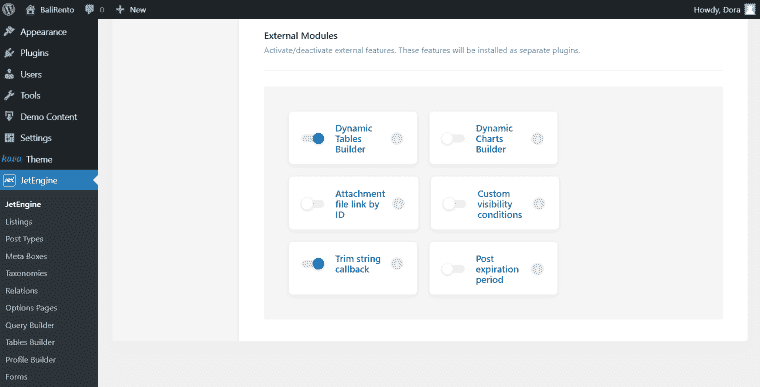 BaliRento 0 New Howdy, Dora
Appearance
Plugins
Users
Tools
Demo Content
Settings
kava Theme
JetEngine
JetEngine
Listings
Post Types
Meta Boxes
Taxonomies
Relations
Options Pages
Query Builder
Tables Builder
Profile Builder
Forms
External Modules
Activate/deactivate external features. These features will be installed as separate plugins.
Dynamic
Tables
Builder
Dynamic
Charts
Builder
Attachment
file link by
ID
Custom
visibility
conditions
Trim string
callback
Post
expiration
period